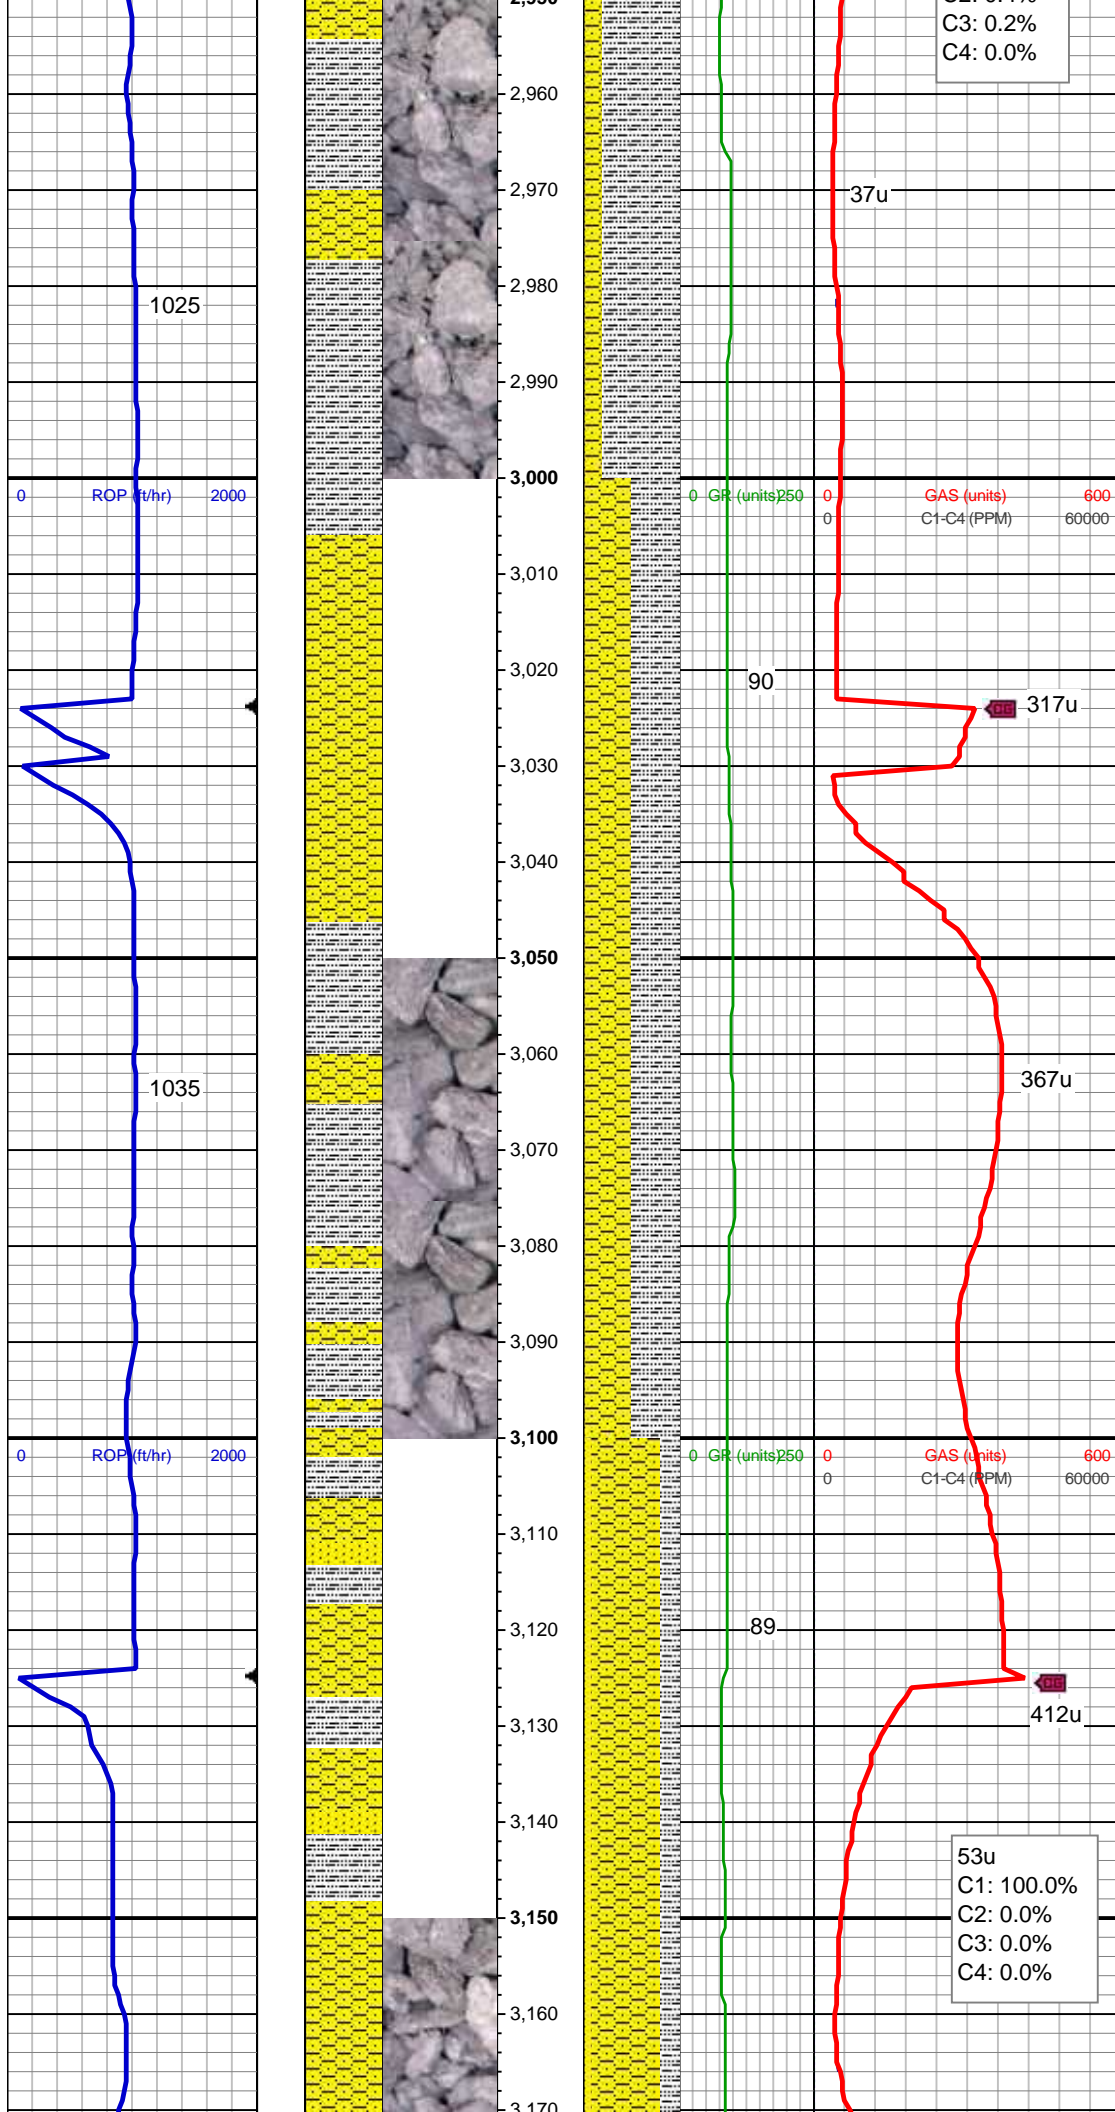 C3: 0.2%
C4: 0.0%
2,960
2,970
37u
2,980
1025
2,990
3,000
0 ROP (ft/hr) 2000
0 GR (units) 250
0 GAS (units) 600
0 C1-C4 (PPM) 60000
3,010
3,020
90
CG 317u
3,030
3,040
3,050
3,060
367u
1035
3,070
3,080
3,090
3,100
0 ROP (ft/hr) 2000
0 GR (units) 250
0 GAS (units) 600
0 C1-C4 (PPM) 60000
3,110
3,120
89
CG
412u
3,130
3,140
53u
C1: 100.0%
C2: 0.0%
C3: 0.0%
C4: 0.0%
3,150
3,160
3,170